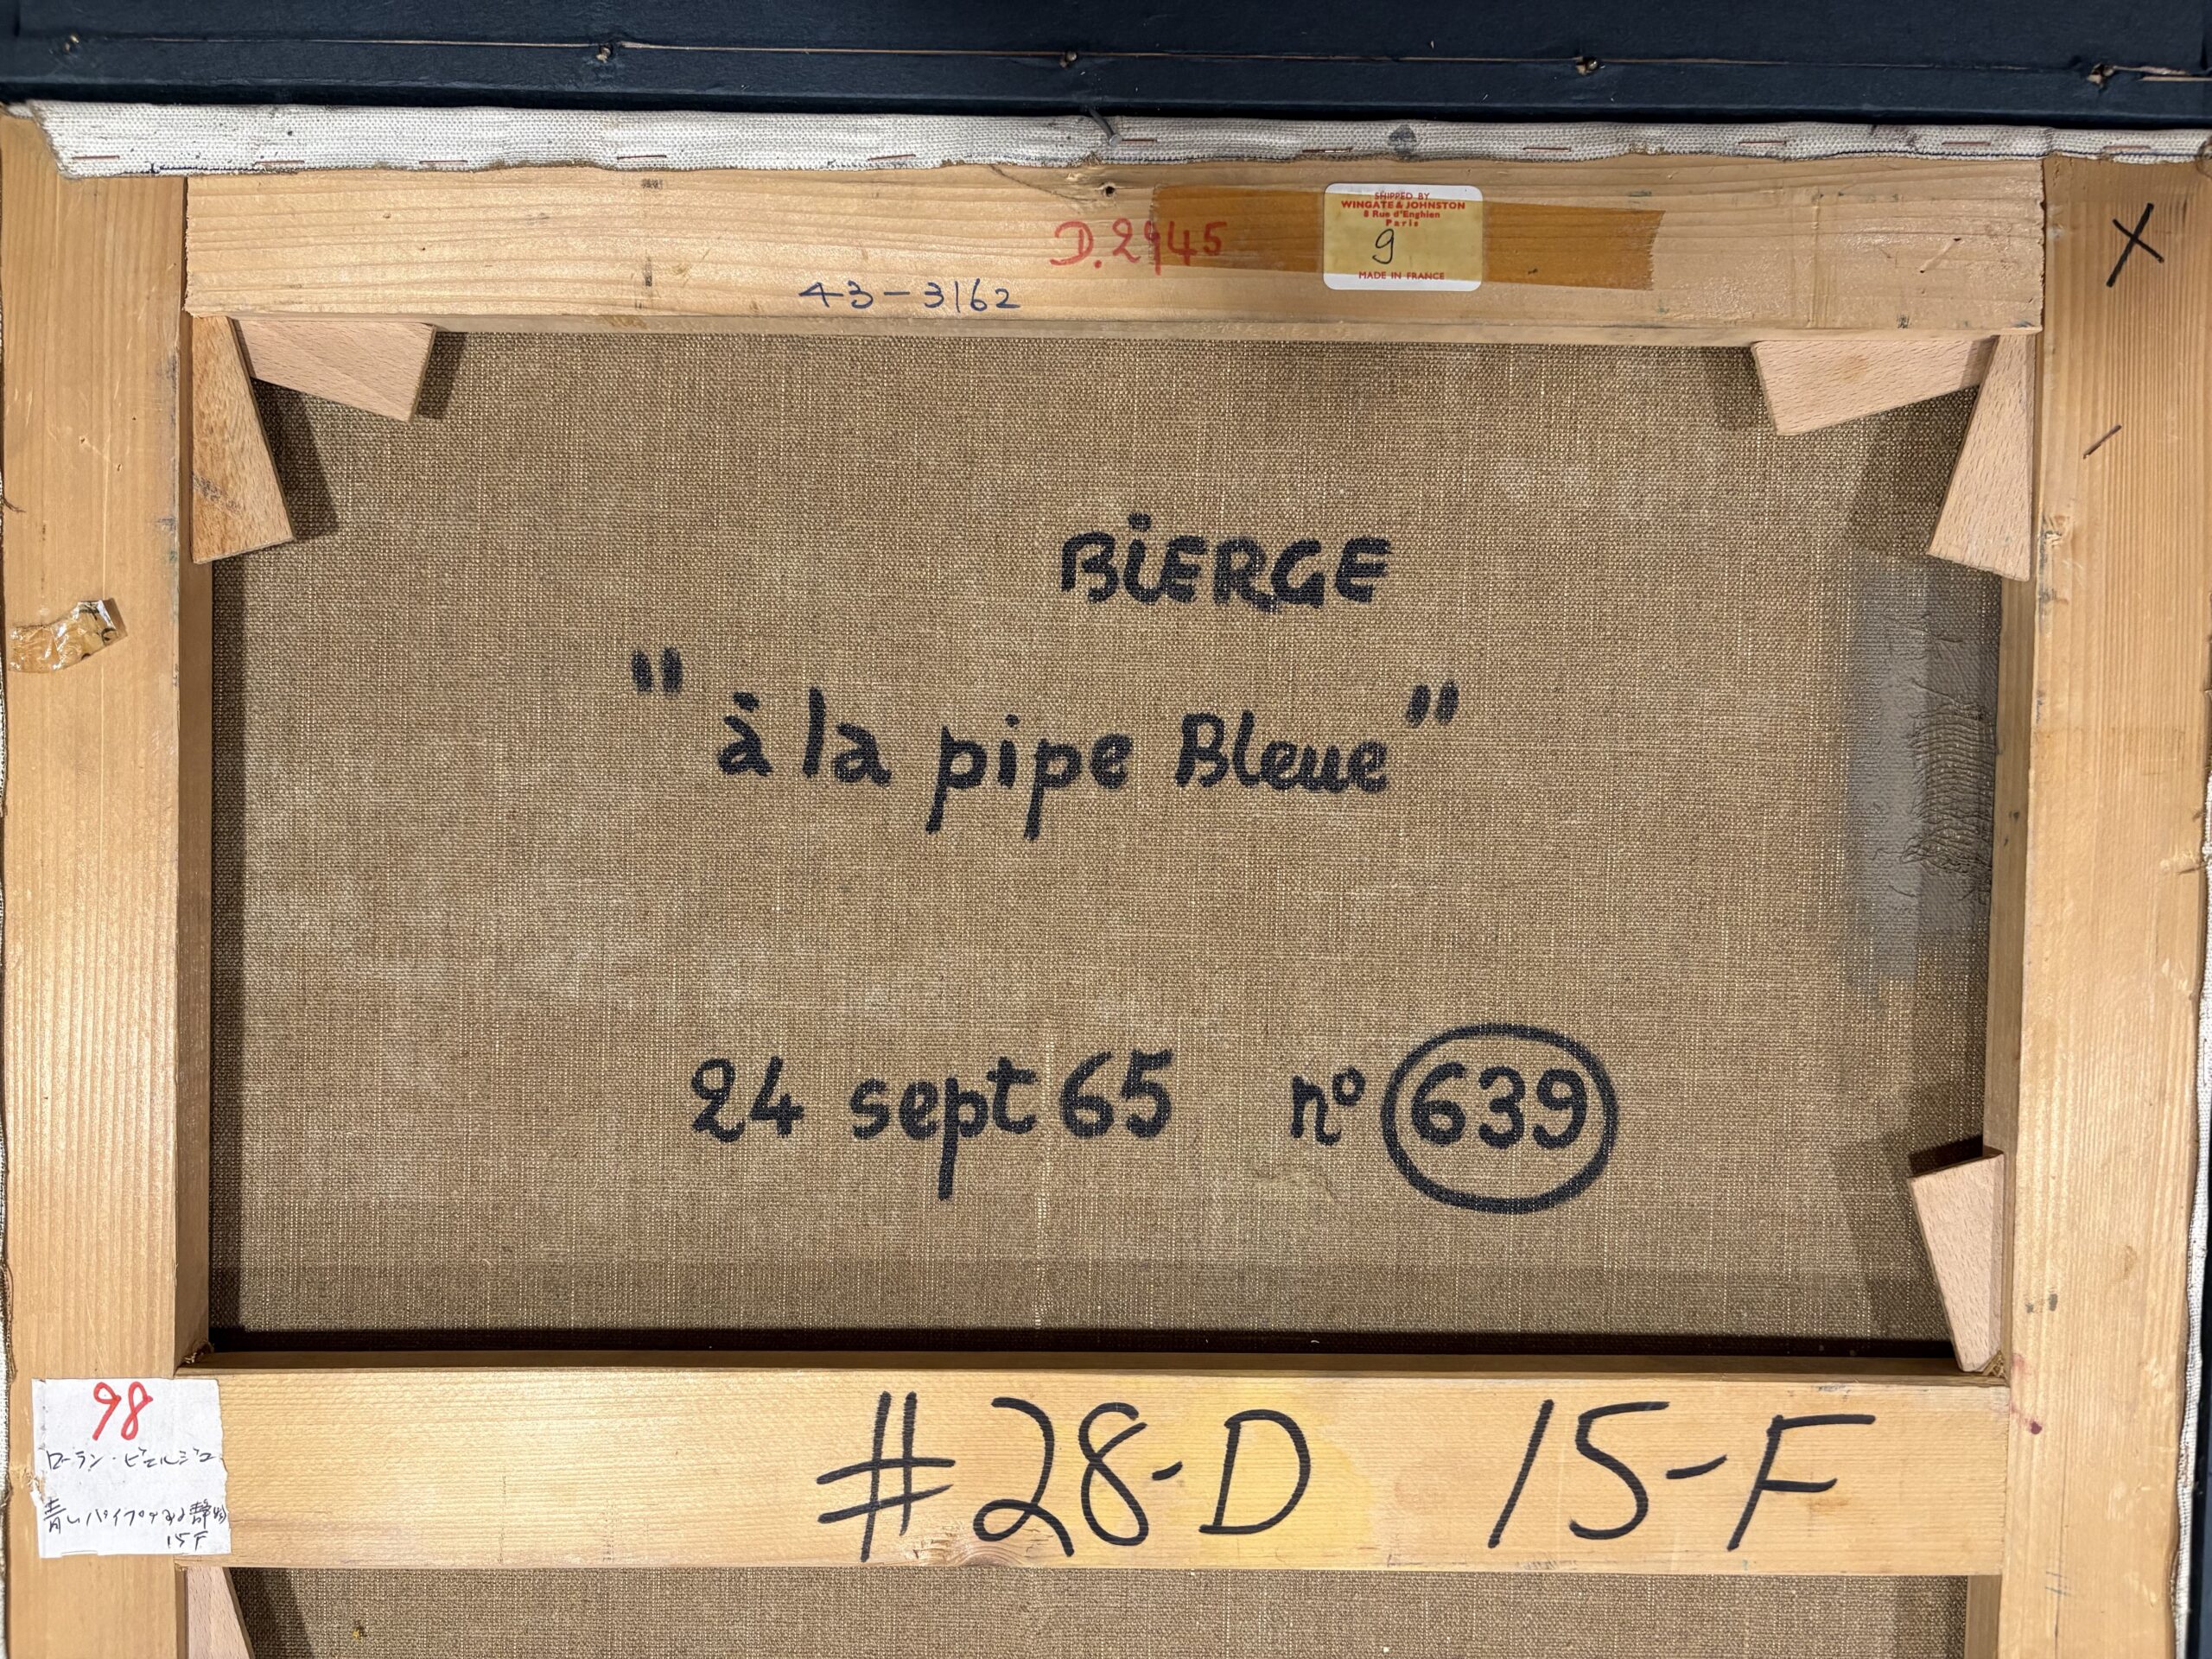 SHIPPED BY
WINGATE & JOHNSTON
8 Rue d'Enghien
Paris
9
MADE IN FRANCE
D.2945
43-3162
X
BiERGE
"à la pipe Bleue"
24 sept 65 nº 639
98
ローラン・ビエルジュ
青いパイプのある静物
15F
#28-D 15-F